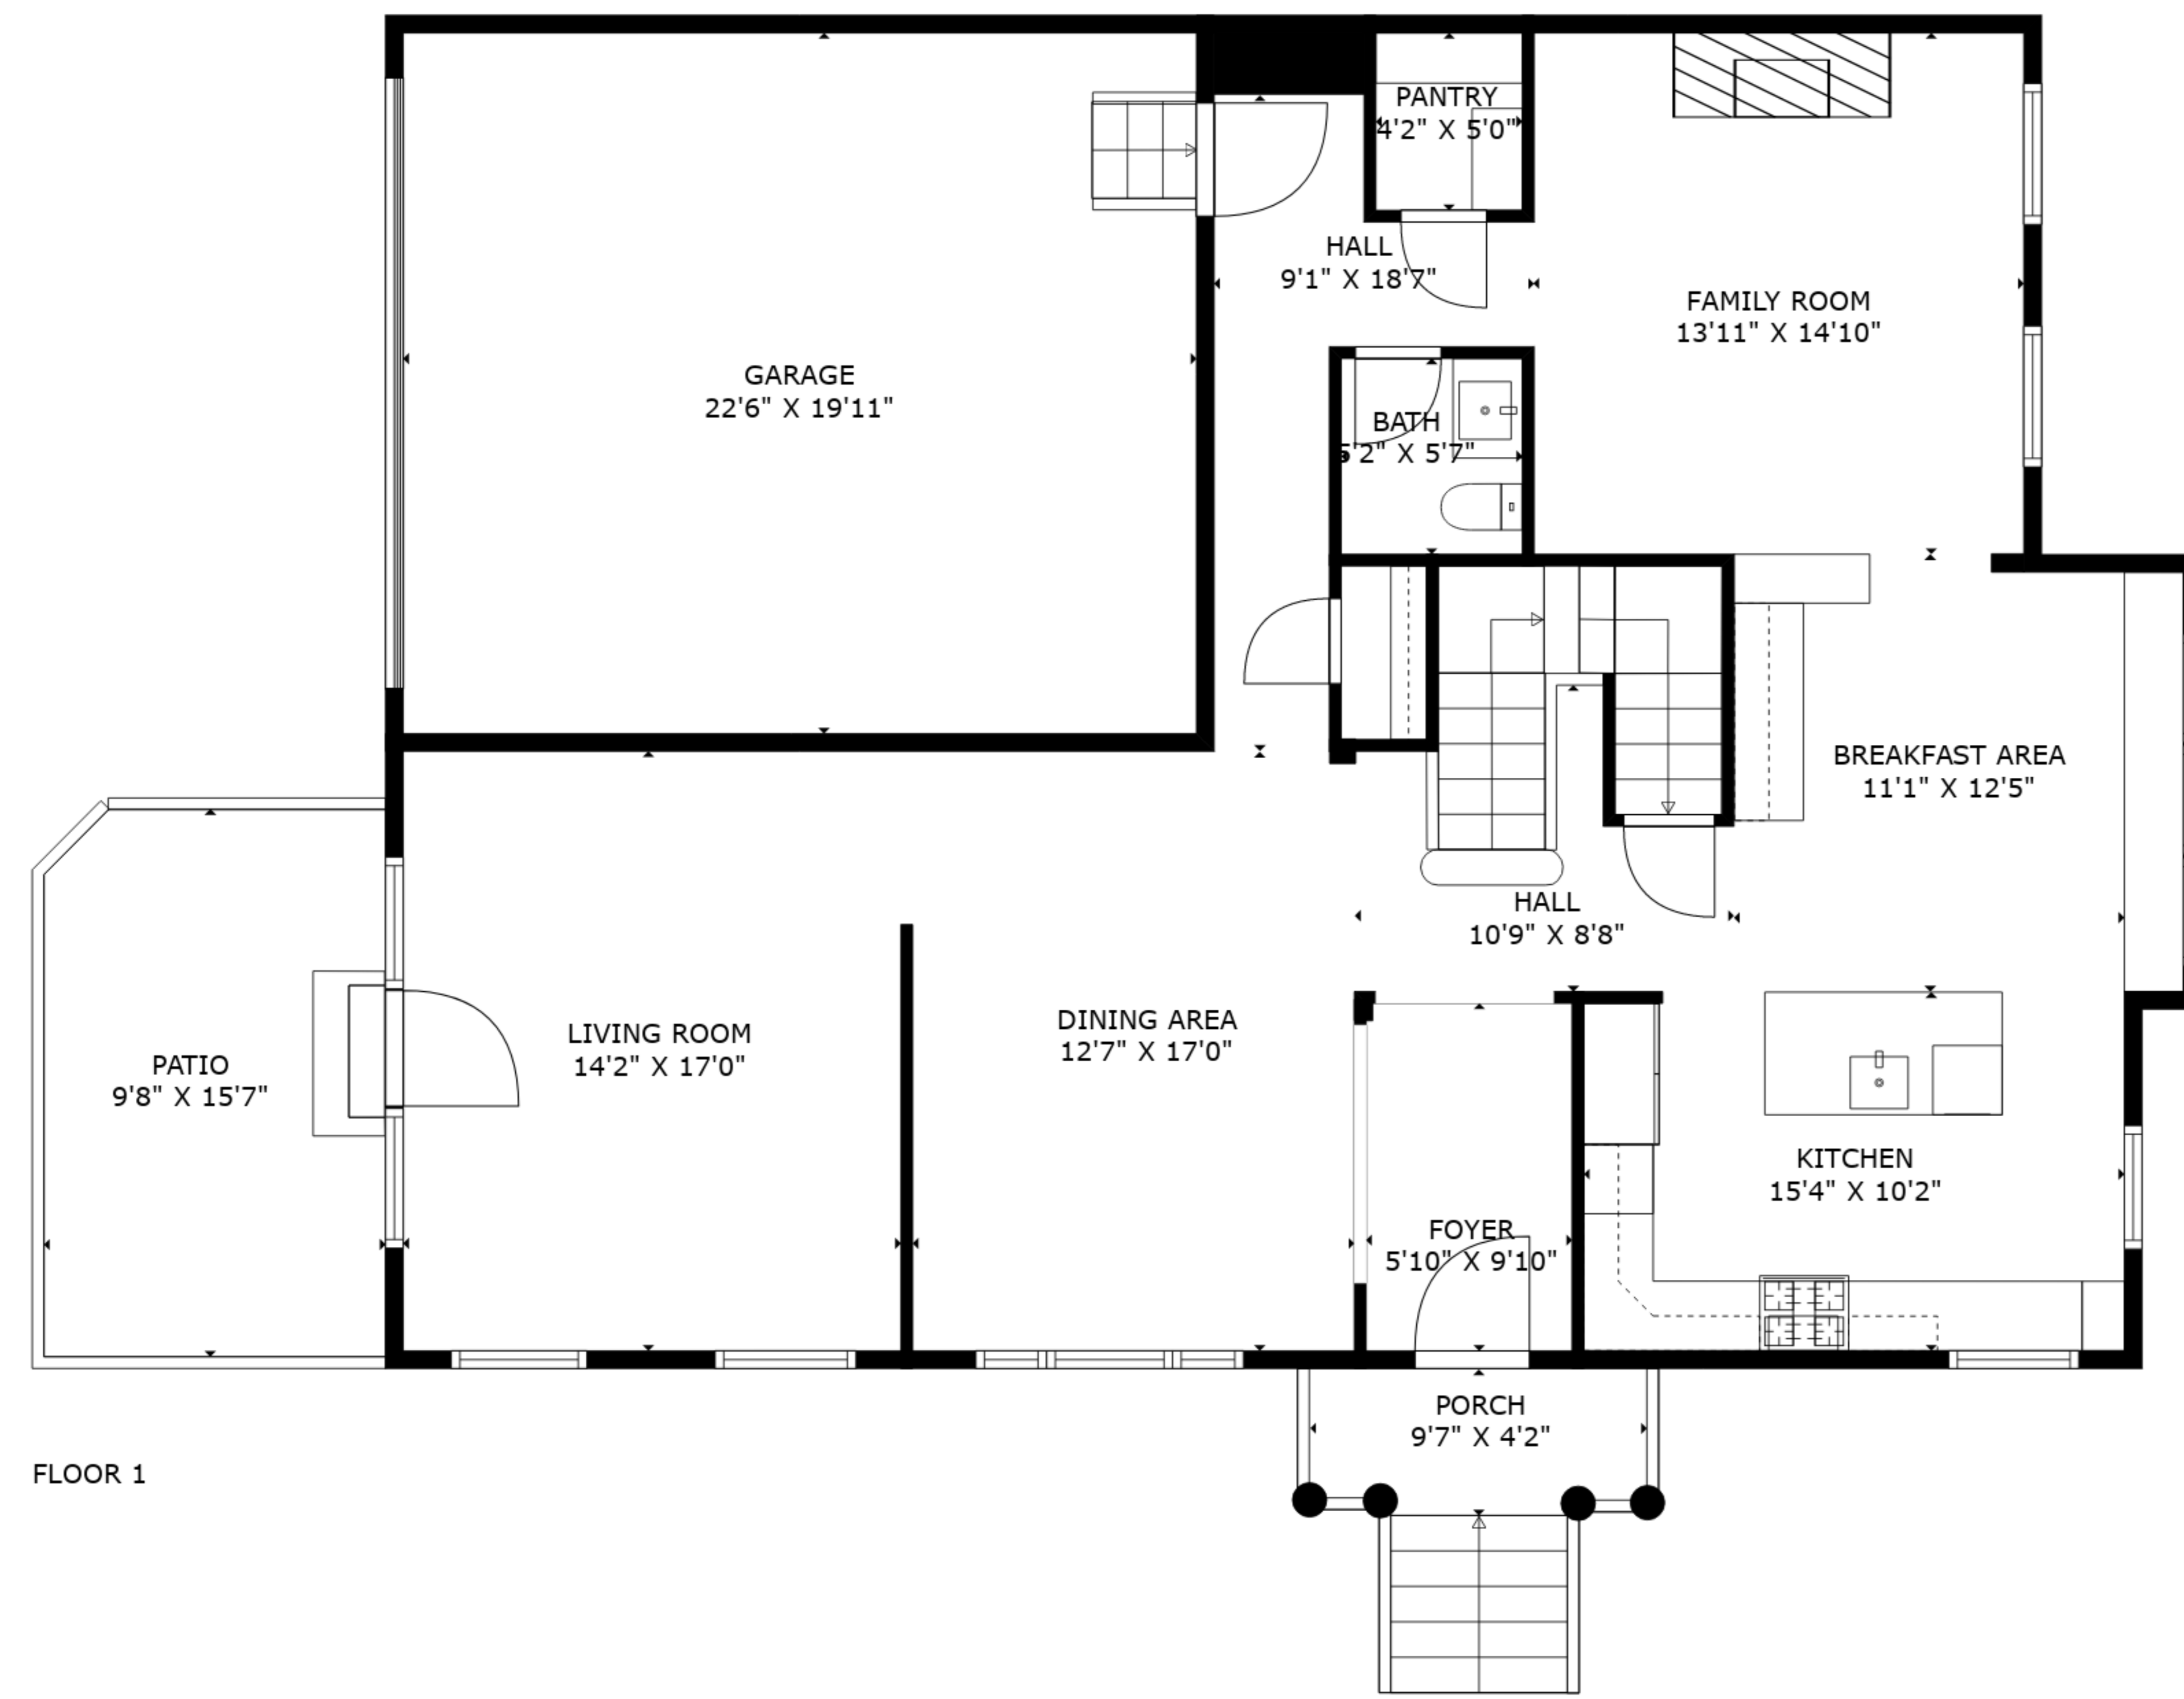 PANTRY
4'2" X 5'0"
HALL
9'1" X 18'7"
FAMILY ROOM
13'11" X 14'10"
GARAGE
22'6" X 19'11"
BATH
5'2" X 5'7"
BREAKFAST AREA
11'1" X 12'5"
HALL
10'9" X 8'8"
LIVING ROOM
14'2" X 17'0"
DINING AREA
12'7" X 17'0"
PATIO
9'8" X 15'7"
KITCHEN
15'4" X 10'2"
FOYER
5'10" X 9'10"
PORCH
9'7" X 4'2"
FLOOR 1